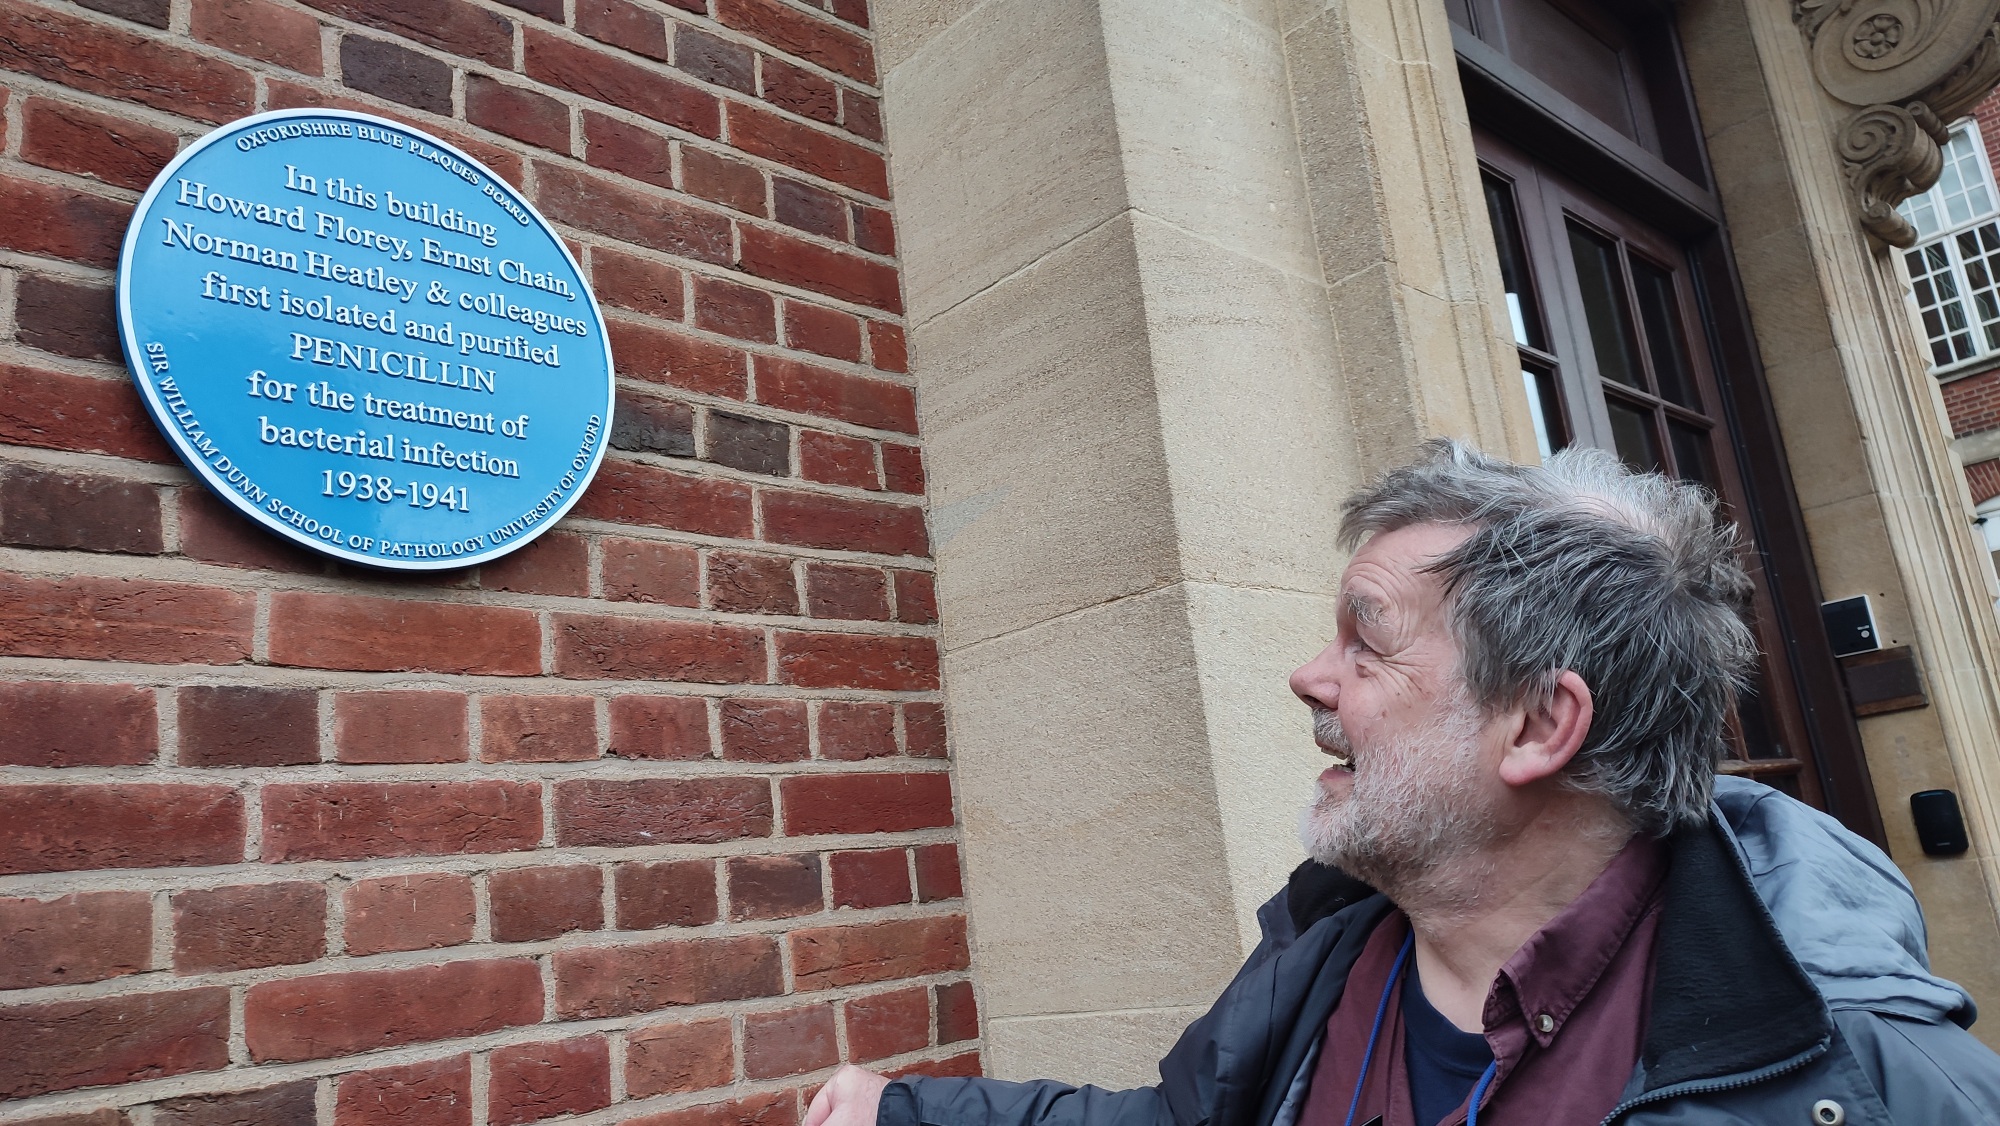 OXFORDSHIRE BLUE PLAQUES BOARD
In this building
Howard Florey, Ernst Chain,
Norman Heatley & colleagues
first isolated and purified
PENICILLIN
for the treatment of
bacterial infection
1938-1941
SIR WILLIAM DUNN SCHOOL OF PATHOLOGY UNIVERSITY OF OXFORD